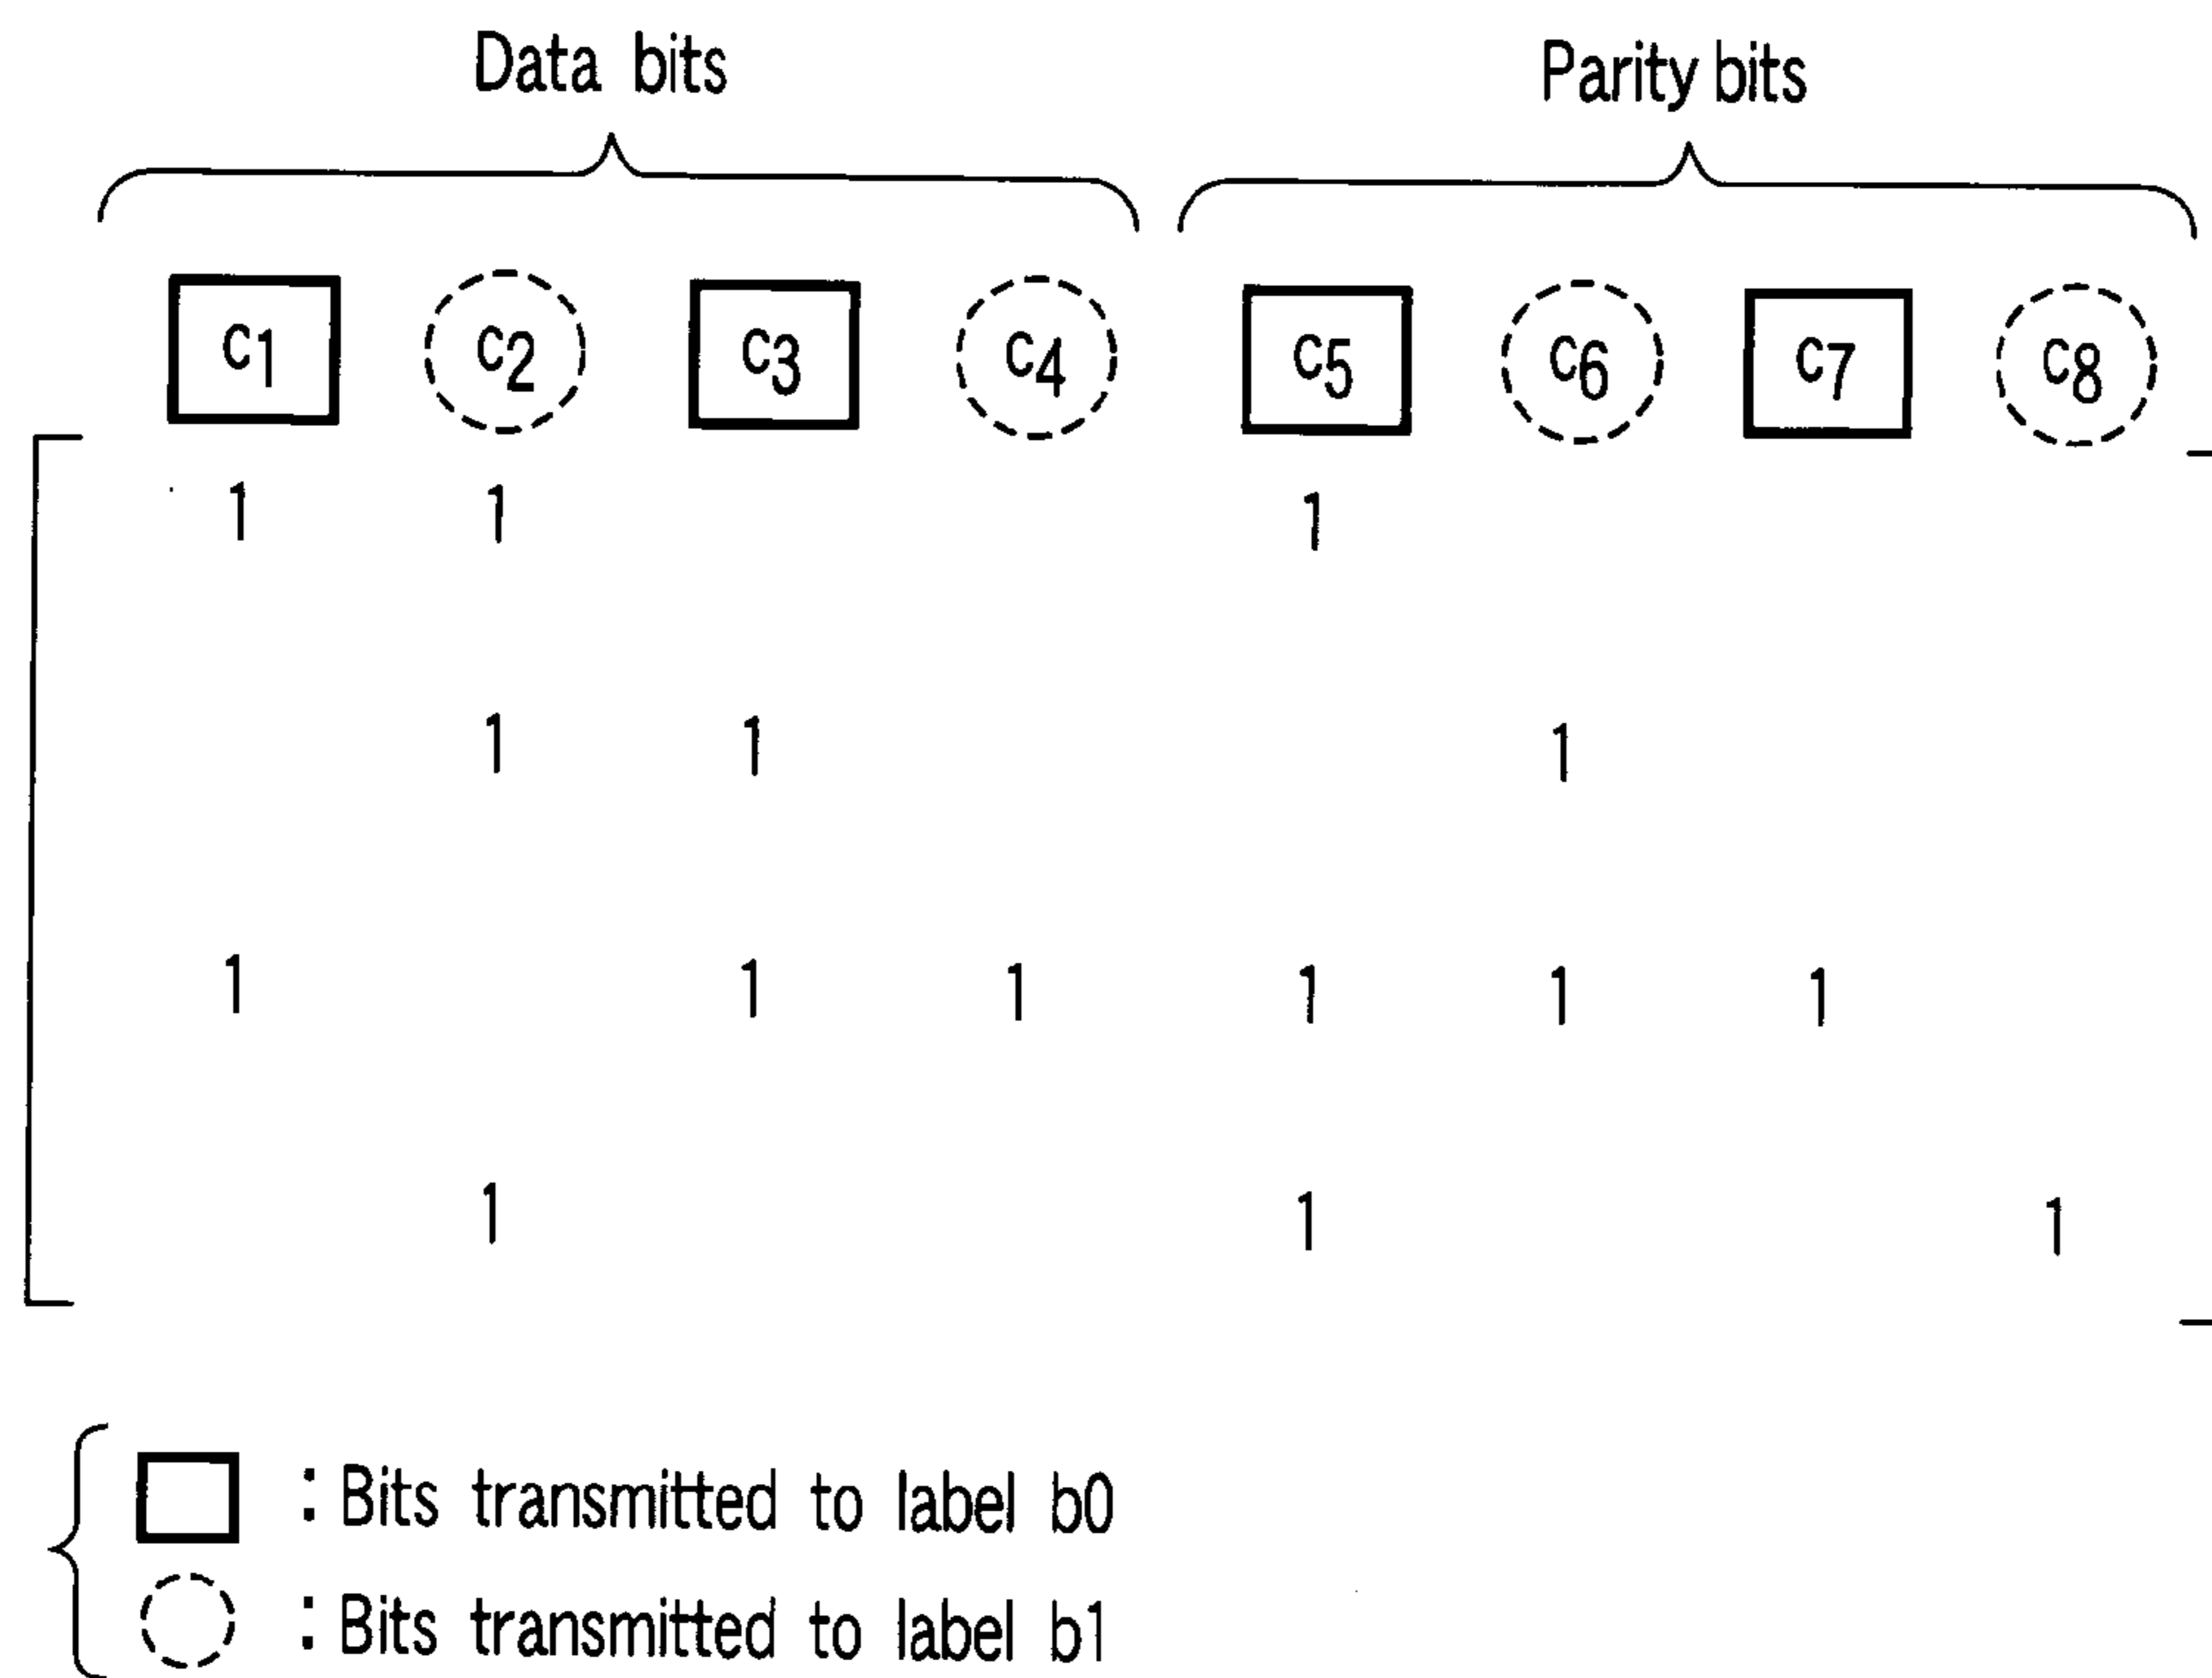 Data bits Parity bits
c1 c2 c3 c4 c5 c6 c7 c8
1 1 1
1 1 1
1 1 1 1 1 1
1 1 1
: Bits transmitted to label b0
: Bits transmitted to label b1